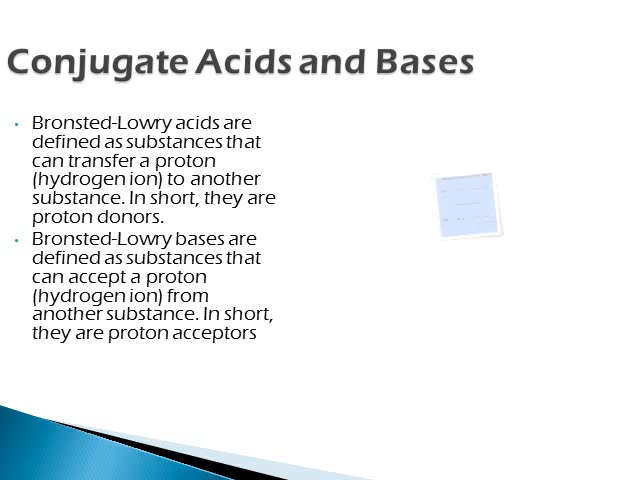 Conjugate Acids and Bases
• Bronsted-Lowry acids are
defined as substances that
can transfer a proton
(hydrogen ion) to another
substance. In short, they are
proton donors.
• Bronsted-Lowry bases are
defined as substances that
can accept a proton
(hydrogen ion) from
another substance. In short,
they are proton acceptors